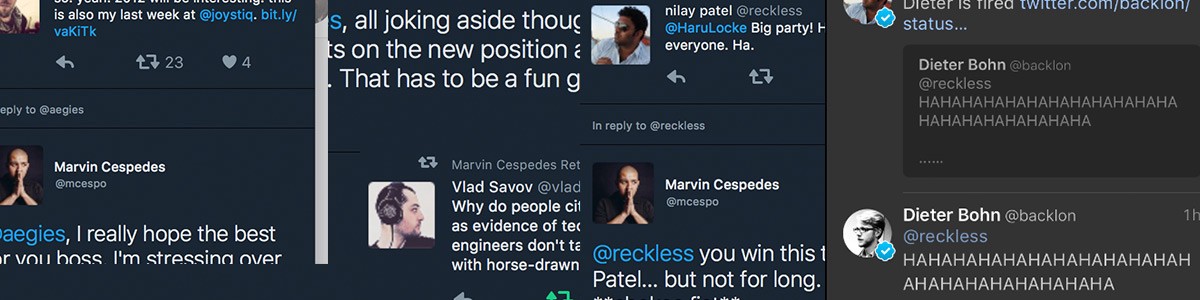 so. yeah. 2012 will be interesting. this
is also my last week at @joystiq. bit.ly/
vaKiTk
23
4
eply to @aegies
Marvin Cespedes
@mcespo
@aegies, I really hope the best
or you boss. I'm stressing over
s, all joking aside thoug
ts on the new position a
. That has to be a fun g
Marvin Cespedes Ret
Vlad Savov @vlad
Why do people cit
as evidence of tec
engineers don't ta
with horse-drawn
nilay patel @reckless
@HaruLocke Big party! H
everyone. Ha.
In reply to @reckless
Marvin Cespedes
@mcespo
@reckless you win this t
Patel... but not for long.
Dieter is fired twitter.com/backlon/
status...
Dieter Bohn @backlon
@reckless
HAHAHAHAHAHAHAHAHAHAHAHA
HAHAHAHAHAHAHAHA
......
Dieter Bohn @backlon
1h
@reckless
HAHAHAHAHAHAHAHAHAHAHAH
AHAHAHAHAHAHAHAHA